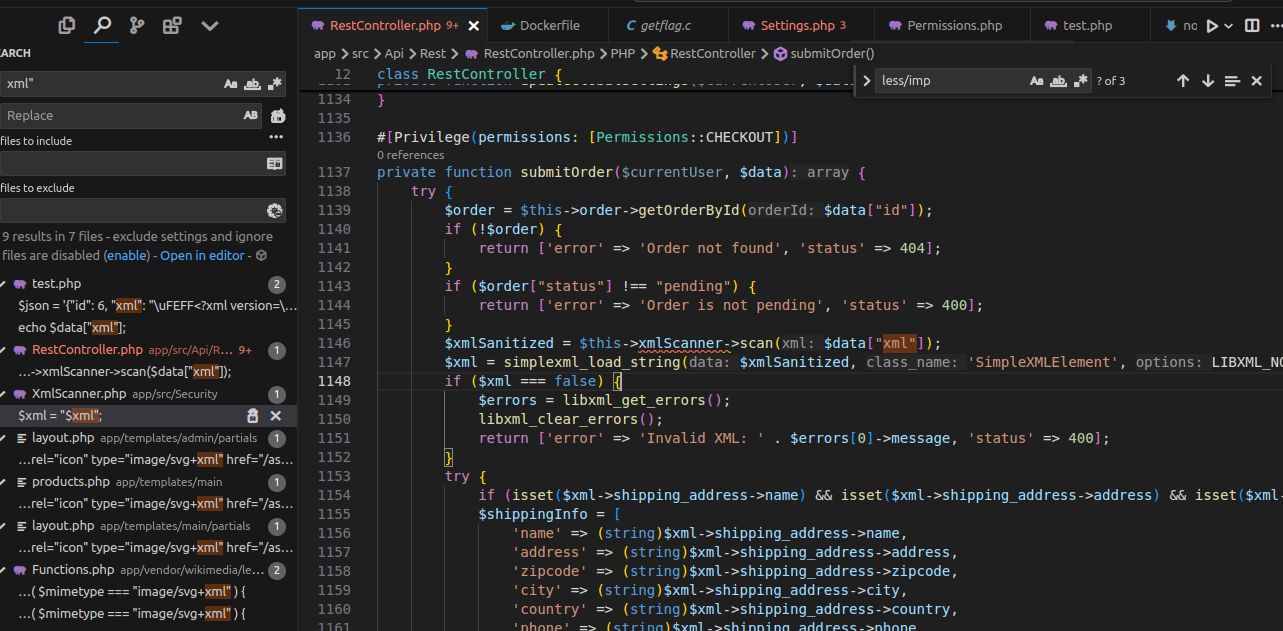 RestController.php 9+
Dockerfile
getflag.c
Settings.php 3
Permissions.php
test.php
no
ARCH
xml"
Aa ab
Replace
AB
files to include
files to exclude
9 results in 7 files - exclude settings and ignore
files are disabled (enable) - Open in editor -
test.php 2
$json = '{"id": 6, "xml": "\uFEFF<?xml version=\...
echo $data["xml"];
RestController.php app/src/Api/R... 9+ 1
...->xmlScanner->scan($data["xml"]);
XmlScanner.php app/src/Security 1
$xml = "$xml";
layout.php app/templates/admin/partials 1
...rel="icon" type="image/svg+xml" href="/as...
products.php app/templates/main 1
...rel="icon" type="image/svg+xml" href="/as...
layout.php app/templates/main/partials 1
...rel="icon" type="image/svg+xml" href="/as...
Functions.php app/vendor/wikimedia/le... 2
...( $mimetype === "image/svg+xml" ) {
...( $mimetype === "image/svg+xml" ) {
app > src > Api > Rest > RestController.php > PHP > RestController > submitOrder()
less/imp
Aa ab
? of 3
12 class RestController {
1134 }
1135
1136 #[Privilege(permissions: [Permissions::CHECKOUT])]
0 references
1137 private function submitOrder($currentUser, $data): array {
1138 try {
1139 $order = $this->order->getOrderById(orderId: $data["id"]);
1140 if (!$order) {
1141 return ['error' => 'Order not found', 'status' => 404];
1142 }
1143 if ($order["status"] !== "pending") {
1144 return ['error' => 'Order is not pending', 'status' => 400];
1145 }
1146 $xmlSanitized = $this->xmlScanner->scan(xml: $data["xml"]);
1147 $xml = simplexml_load_string(data: $xmlSanitized, class_name: 'SimpleXMLElement', options: LIBXML_NO
1148 if ($xml === false) {
1149 $errors = libxml_get_errors();
1150 libxml_clear_errors();
1151 return ['error' => 'Invalid XML: ' . $errors[0]->message, 'status' => 400];
1152 }
1153 try {
1154 if (isset($xml->shipping_address->name) && isset($xml->shipping_address->address) && isset($xml-
1155 $shippingInfo = [
1156 'name' => (string)$xml->shipping_address->name,
1157 'address' => (string)$xml->shipping_address->address,
1158 'zipcode' => (string)$xml->shipping_address->zipcode,
1159 'city' => (string)$xml->shipping_address->city,
1160 'country' => (string)$xml->shipping_address->country,
1161 'phone' => (string)$xml->shipping_address->phone